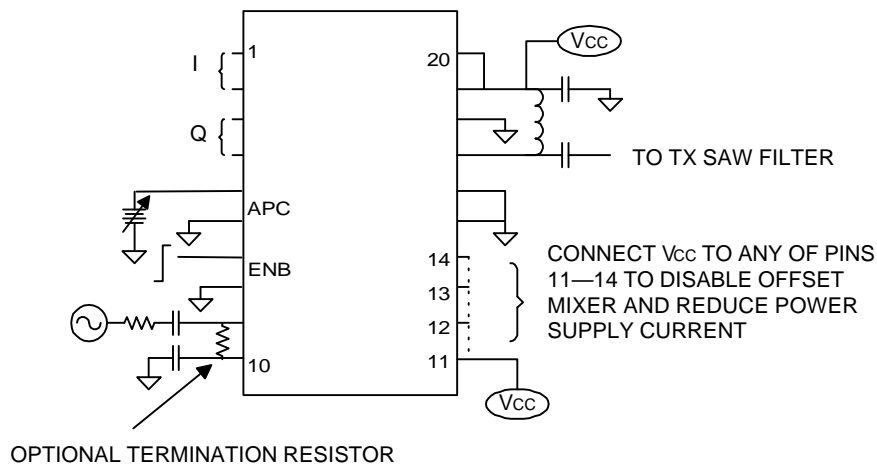 I
1
20
Vcc
Q
TO TX SAW FILTER
APC
ENB
14
13
12
11
10
CONNECT Vcc TO ANY OF PINS
11—14 TO DISABLE OFFSET
MIXER AND REDUCE POWER
SUPPLY CURRENT
Vcc
OPTIONAL TERMINATION RESISTOR